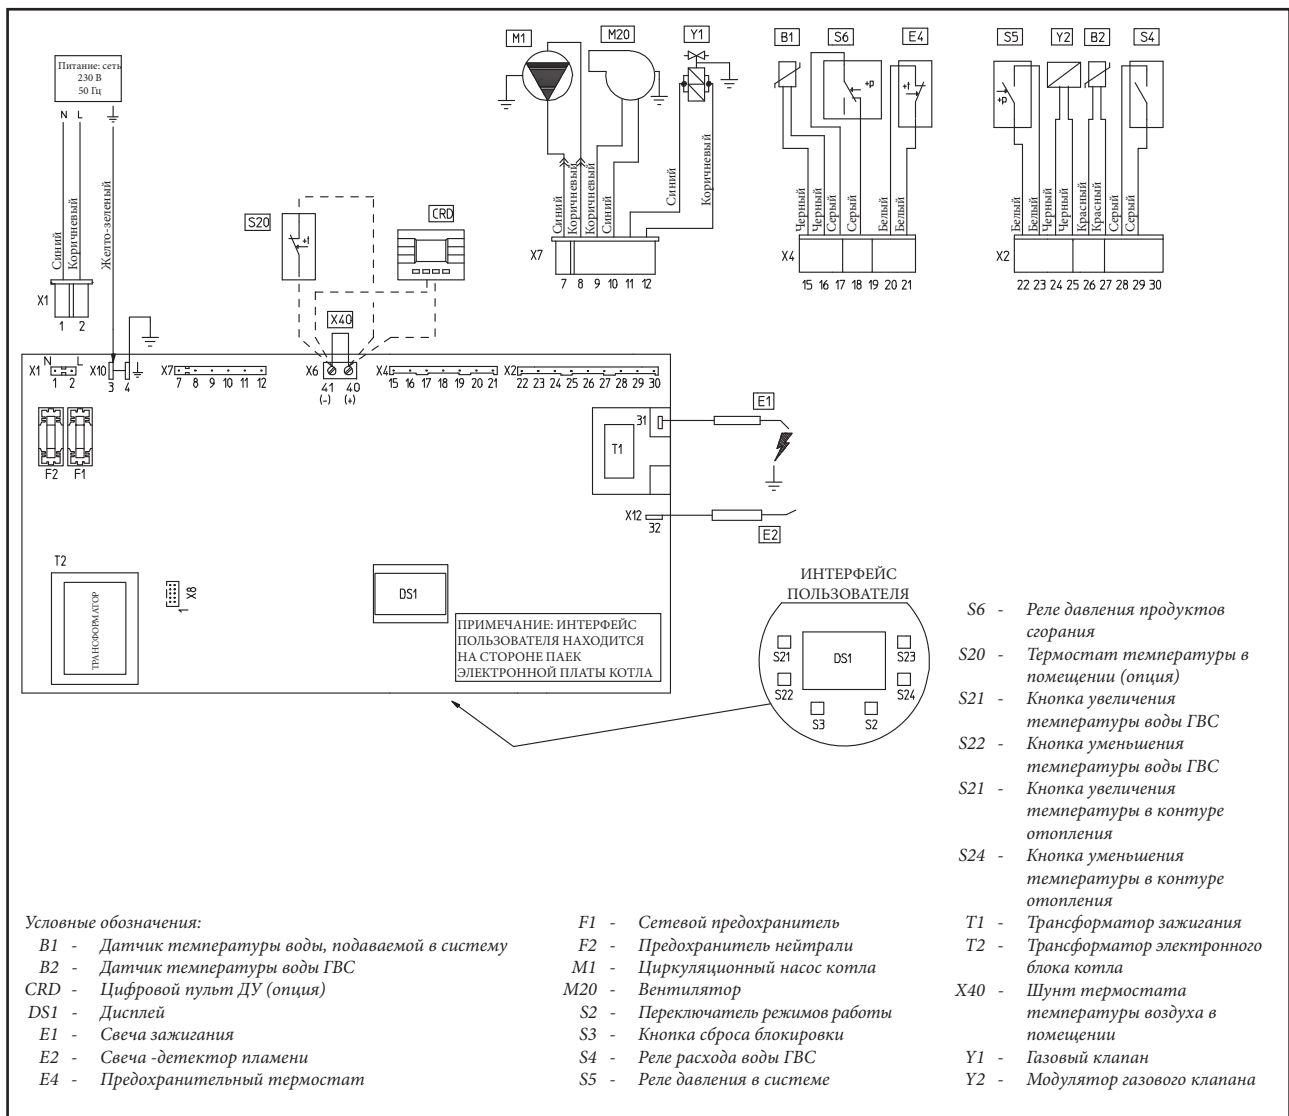 M1
M20
Y1
B1
S6
E4
S5
Y2
B2
S4
Питание: сеть
230 В
50 Гц
N L
+p
+t
+p
Синий
Коричневый
Желто-зеленый
S20
+t
CRD
Синий
Коричневый
Коричневый
Синий
Синий
Коричневый
Черный
Черный
Серый
Серый
Белый
Белый
Белый
Белый
Черный
Черный
Красный
Красный
Серый
Серый
X1
1 2
X7
7 8 9 10 11 12
X4
15 16 17 18 19 20 21
X2
22 23 24 25 26 27 28 29 30
X40
X1 N L
1 2
X10
3 4
X7
7 8 9 10 11 12
X6
41 40
(-) (+)
X4
15 16 17 18 19 20 21
X2
22 23 24 25 26 27 28 29 30
F2 F1
31
T1
E1
X12
32
E2
T2
ТРАНСФОРМАТОР
1 X8
DS1
ПРИМЕЧАНИЕ: ИНТЕРФЕЙС
ПОЛЬЗОВАТЕЛЯ НАХОДИТСЯ
НА СТОРОНЕ ПАЕК
ЭЛЕКТРОННОЙ ПЛАТЫ КОТЛА
ИНТЕРФЕЙС
ПОЛЬЗОВАТЕЛЯ
S21
DS1
S23
S22
S24
S3
S2
Условные обозначения:
B1 - Датчик температуры воды, подаваемой в систему
B2 - Датчик температуры воды ГВС
CRD - Цифровой пульт ДУ (опция)
DS1 - Дисплей
E1 - Свеча зажигания
E2 - Свеча -детектор пламени
E4 - Предохранительный термостат
F1 - Сетевой предохранитель
F2 - Предохранитель нейтрали
M1 - Циркуляционный насос котла
M20 - Вентилятор
S2 - Переключатель режимов работы
S3 - Кнопка сброса блокировки
S4 - Реле расхода воды ГВС
S5 - Реле давления в системе
S6 - Реле давления продуктов
сгорания
S20 - Термостат температуры в
помещении (опция)
S21 - Кнопка увеличения
температуры воды ГВС
S22 - Кнопка уменьшения
температуры воды ГВС
S21 - Кнопка увеличения
температуры в контуре
отопления
S24 - Кнопка уменьшения
температуры в контуре
отопления
T1 - Трансформатор зажигания
T2 - Трансформатор электронного
блока котла
X40 - Шунт термостата
температуры воздуха в
помещении
Y1 - Газовый клапан
Y2 - Модулятор газового клапана